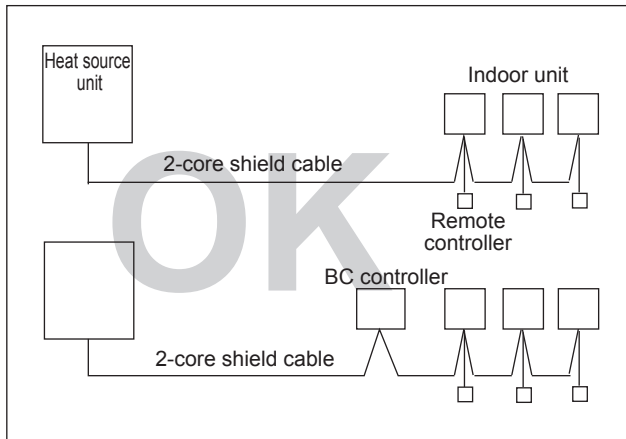 Heat source
unit
Indoor unit
2-core shield cable
OK
Remote
controller
BC controller
2-core shield cable